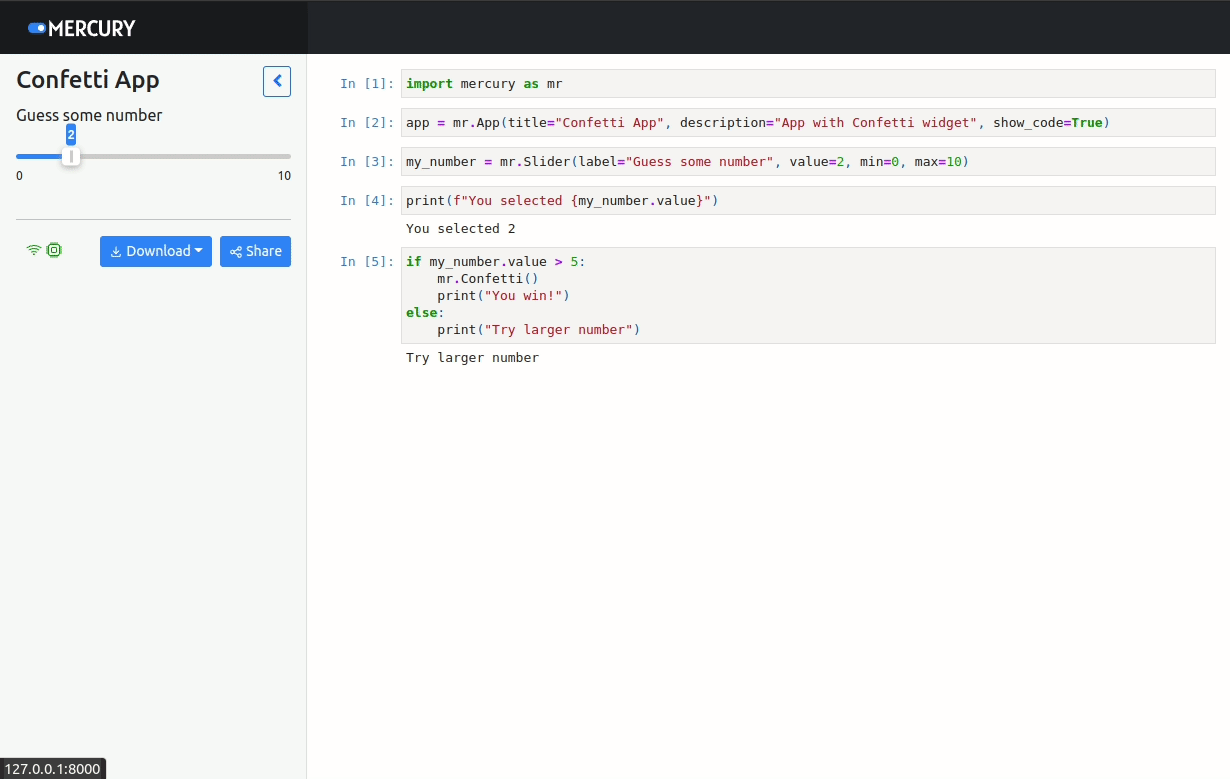 MERCURY
Confetti App
Guess some number
2
0 10
Download Share
In [1]: import mercury as mr
In [2]: app = mr.App(title="Confetti App", description="App with Confetti widget", show_code=True)
In [3]: my_number = mr.Slider(label="Guess some number", value=2, min=0, max=10)
In [4]: print(f"You selected {my_number.value}")
You selected 2
In [5]: if my_number.value > 5:
    mr.Confetti()
    print("You win!")
else:
    print("Try larger number")
Try larger number
127.0.0.1:8000